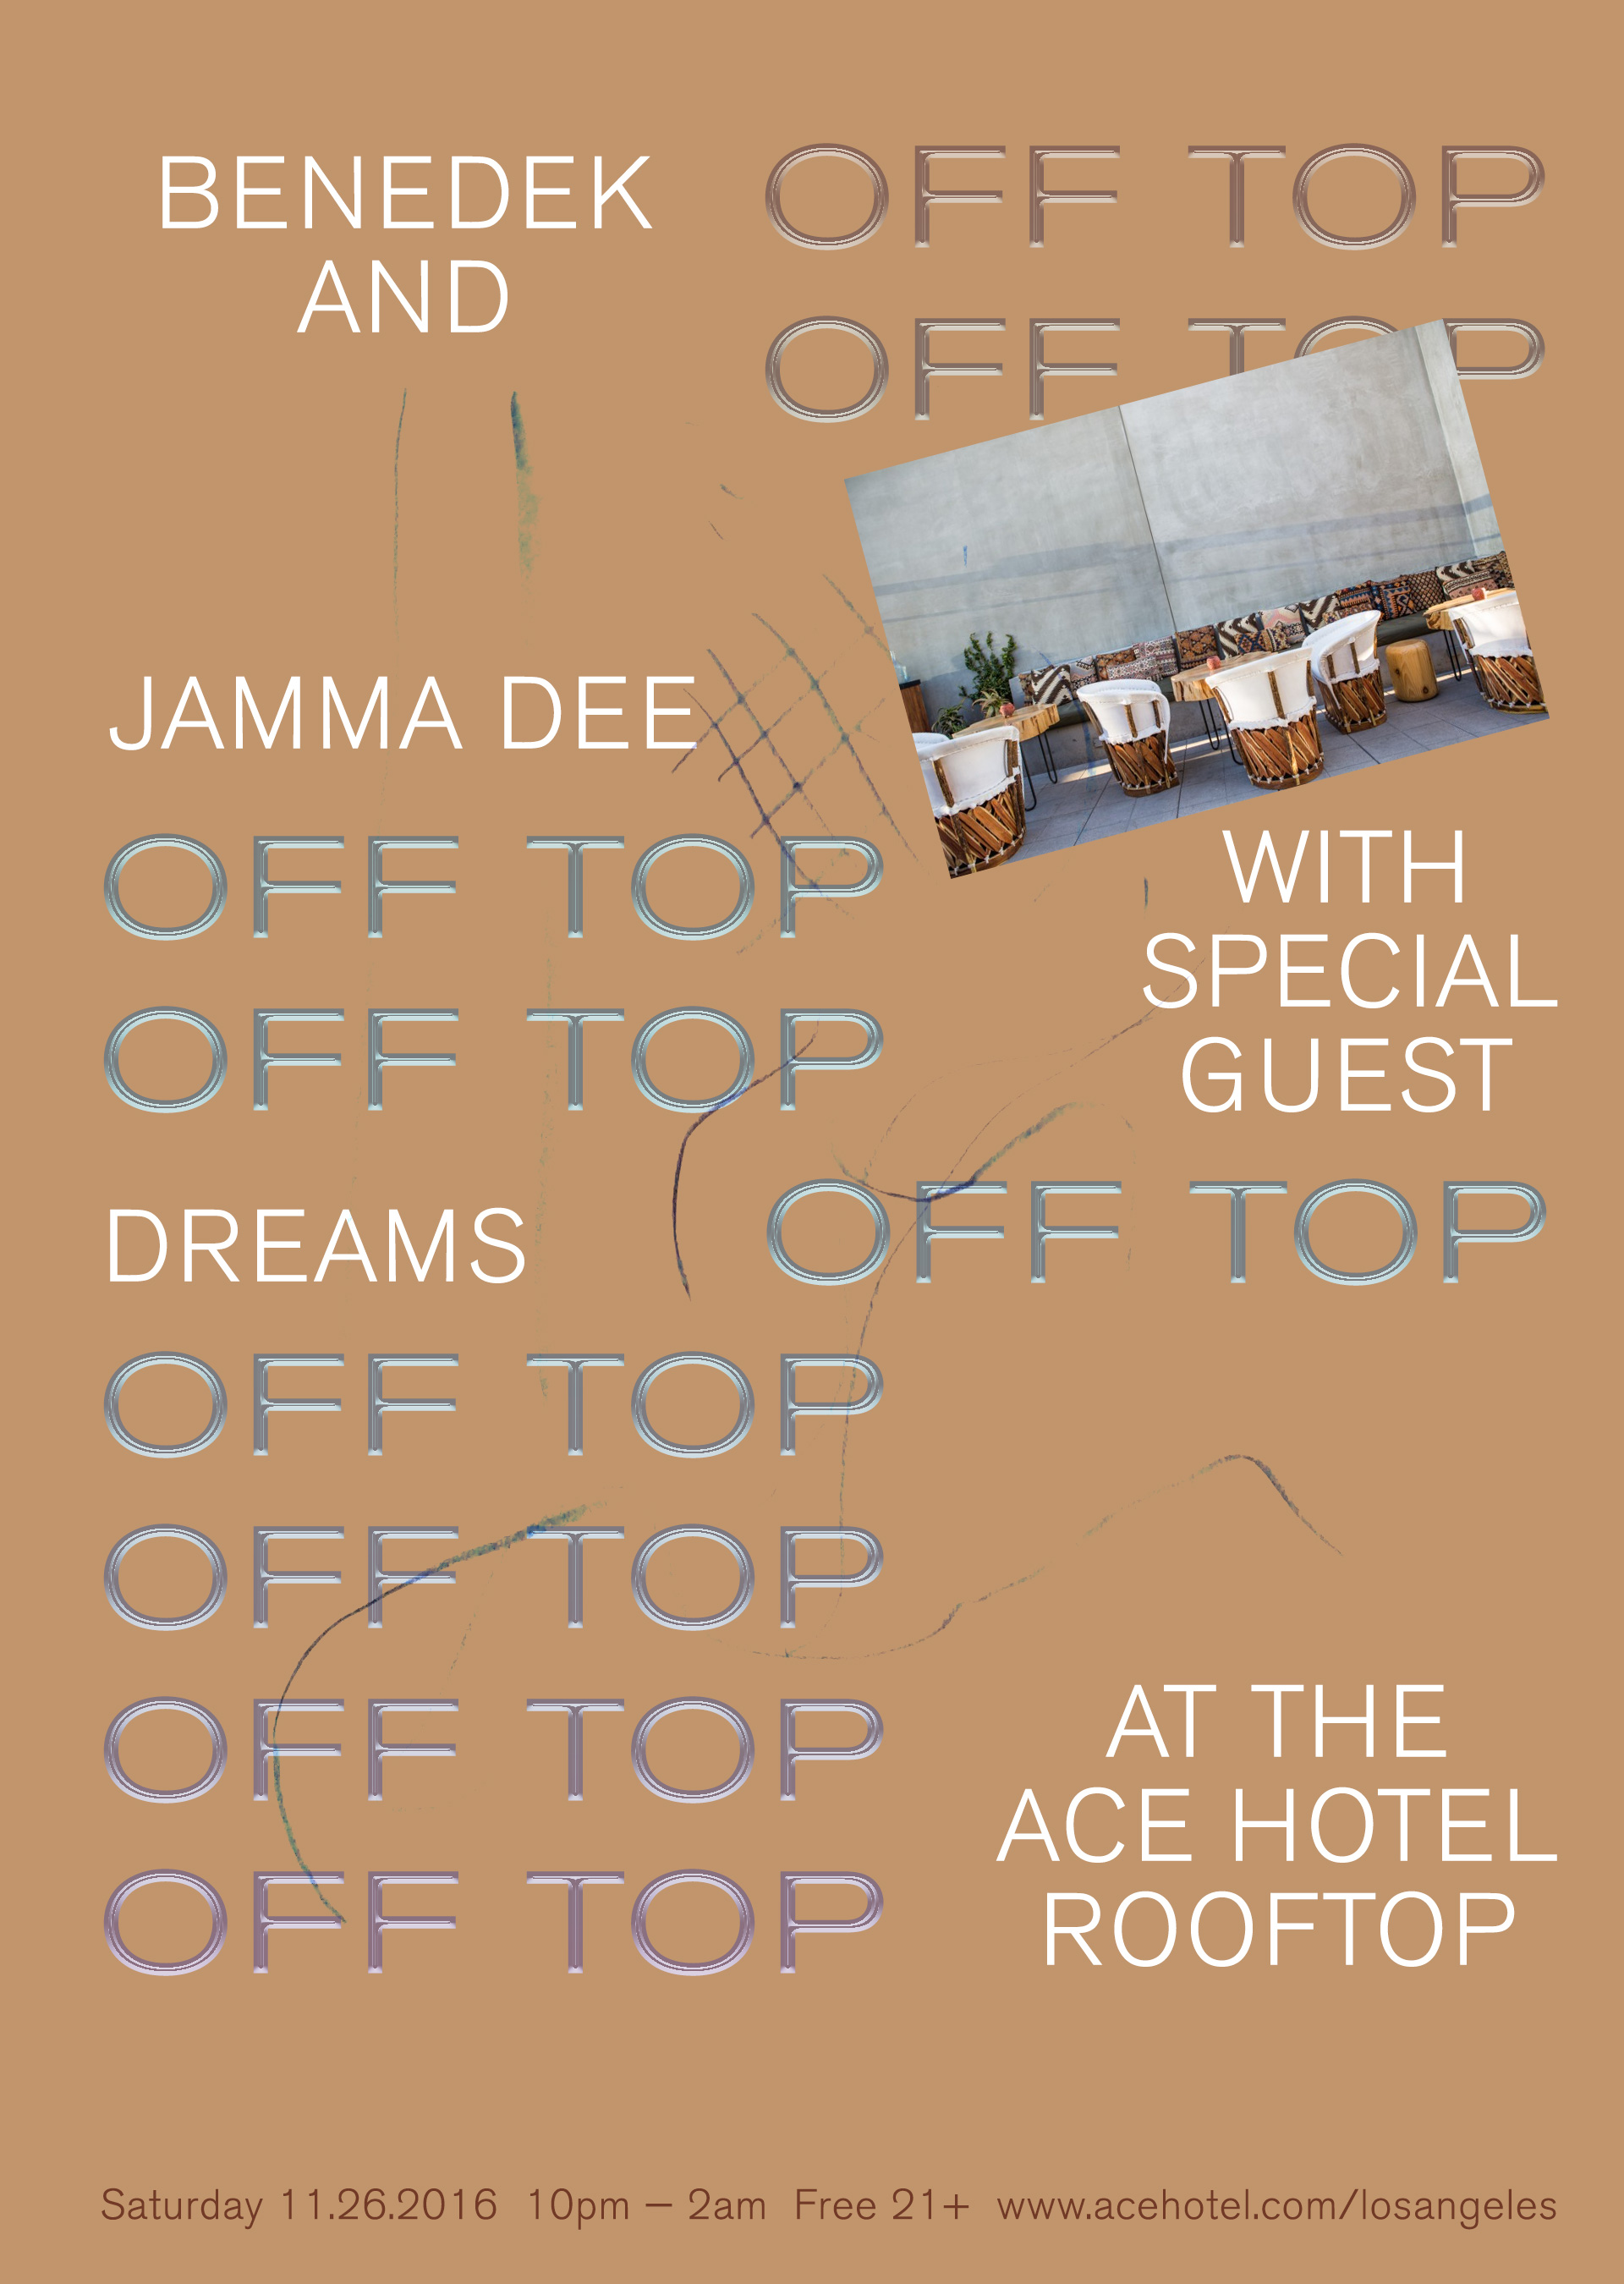 BENEDEK
AND
OFF TOP
OFF TOP
JAMMA DEE
OFF TOP
WITH
SPECIAL
GUEST
OFF TOP
DREAMS
OFF TOP
OFF TOP
OFF TOP
OFF TOP
OFF TOP
AT THE
ACE HOTEL
ROOFTOP
Saturday 11.26.2016 10pm – 2am Free 21+ www.acehotel.com/losangeles